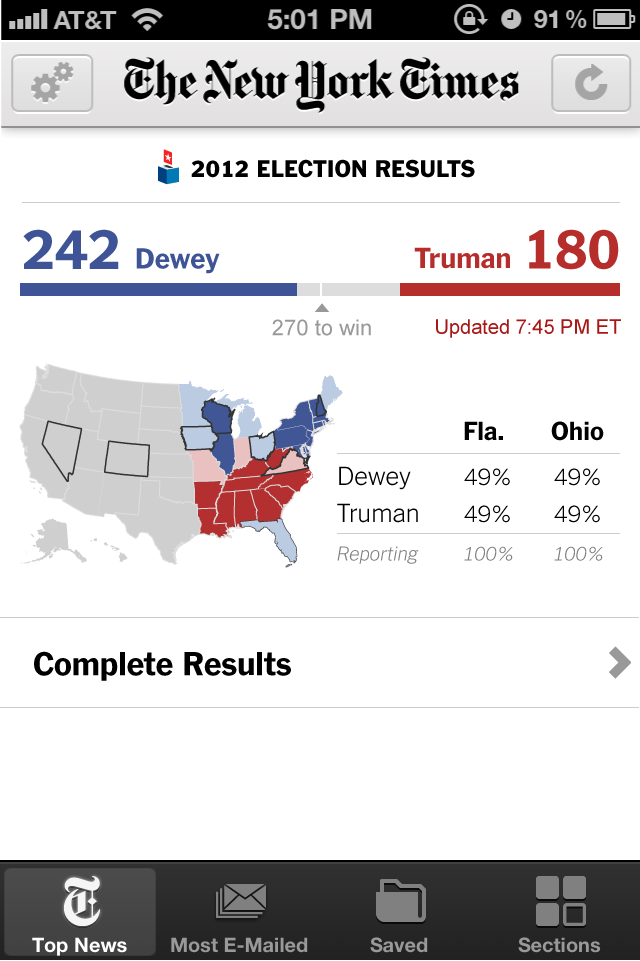 AT&T 5:01 PM 91 %
The New York Times
2012 ELECTION RESULTS
242 Dewey Truman 180
270 to win Updated 7:45 PM ET
Fla. Ohio
Dewey 49% 49%
Truman 49% 49%
Reporting 100% 100%
Complete Results
Top News Most E-Mailed Saved Sections